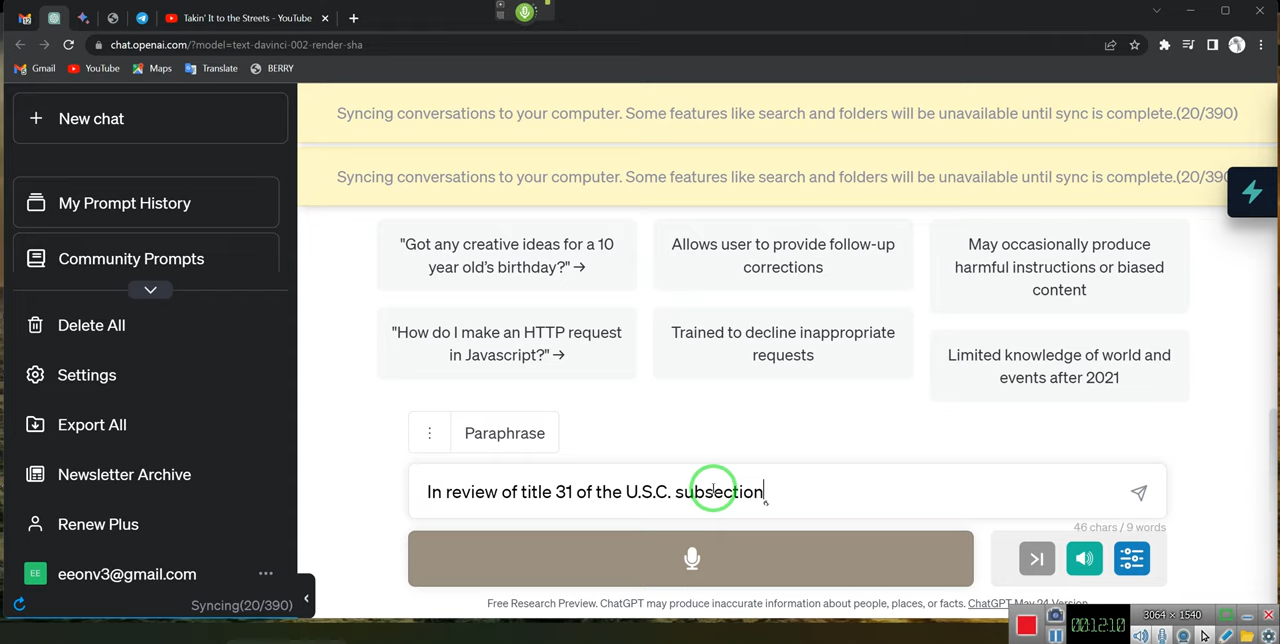 Takin' It to the Streets - YouTube
chat.openai.com/?model=text-davinci-002-render-sha
Gmail YouTube Maps Translate BERRY
New chat
My Prompt History
Community Prompts
Delete All
Settings
Export All
Newsletter Archive
Renew Plus
EE eeonv3@gmail.com
Syncing(20/390)
Syncing conversations to your computer. Some features like search and folders will be unavailable until sync is complete.(20/390)
Syncing conversations to your computer. Some features like search and folders will be unavailable until sync is complete.(20/390
"Got any creative ideas for a 10
year old's birthday?" →
Allows user to provide follow-up
corrections
May occasionally produce
harmful instructions or biased
content
"How do I make an HTTP request
in Javascript?" →
Trained to decline inappropriate
requests
Limited knowledge of world and
events after 2021
Paraphrase
In review of title 31 of the U.S.C. subsection
46 chars / 9 words
Free Research Preview. ChatGPT may produce inaccurate information about people, places, or facts. ChatGPT May 24 Version
00:12:10
3064 x 1540